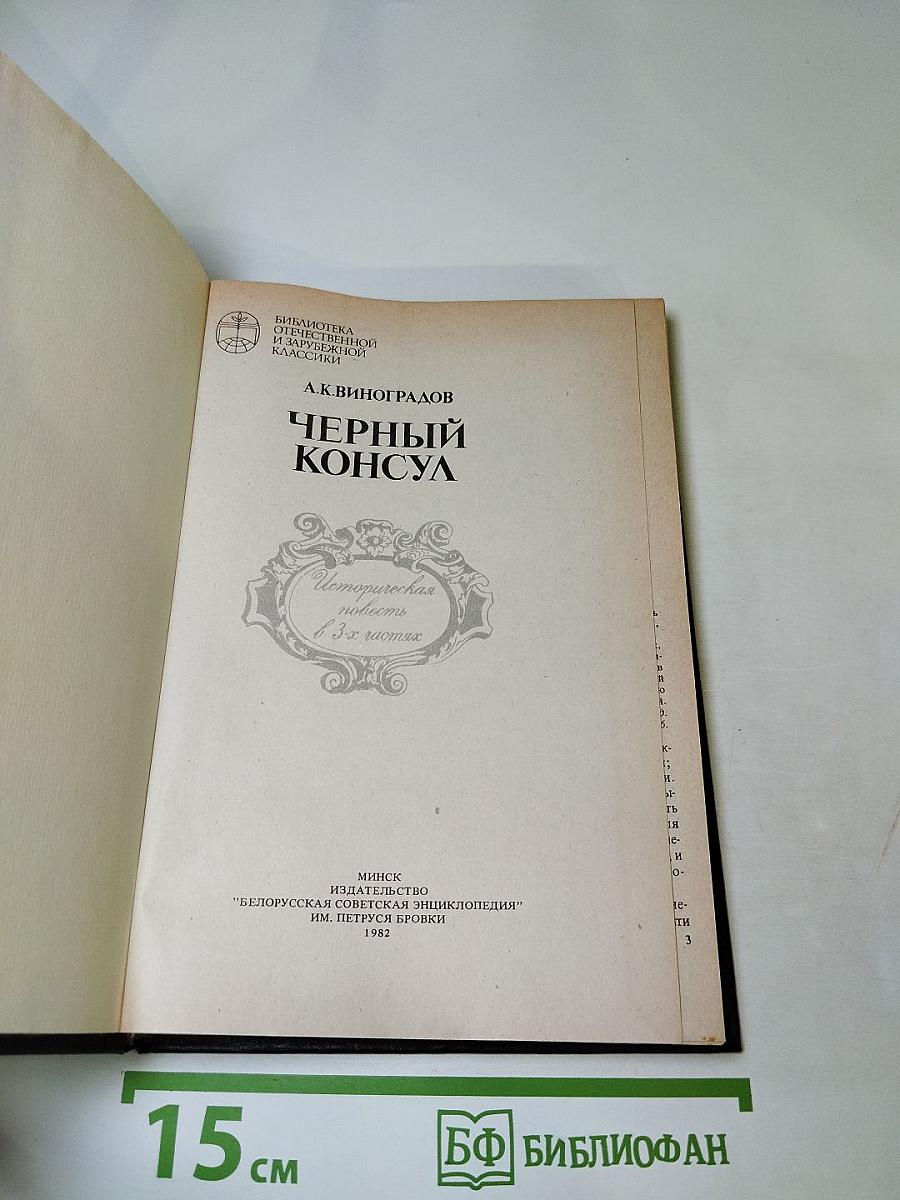 БИБЛИОТЕКА
ОТЕЧЕСТВЕННОЙ
И ЗАРУБЕЖНОЙ
КЛАССИКИ
А.К.ВИНОГРАДОВ
ЧЕРНЫЙ
КОНСУЛ
Историческая
повесть
в 3-х частях
МИНСК
ИЗДАТЕЛЬСТВО
"БЕЛОРУССКАЯ СОВЕТСКАЯ ЭНЦИКЛОПЕДИЯ"
ИМ. ПЕТРУСЯ БРОВКИ
1982
3
15 см
БФ БИБЛИОФАН